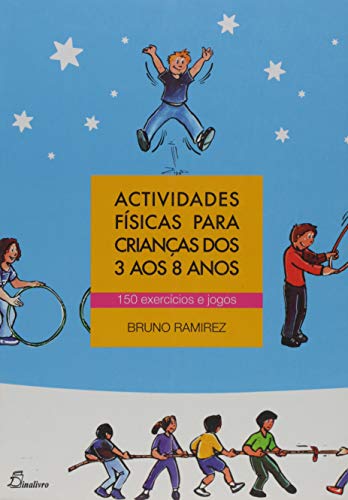 ACTIVIDADES
FÍSICAS PARA
CRIANÇAS DOS
3 AOS 8 ANOS
150 exercícios e jogos
BRUNO RAMIREZ
Dinalivro